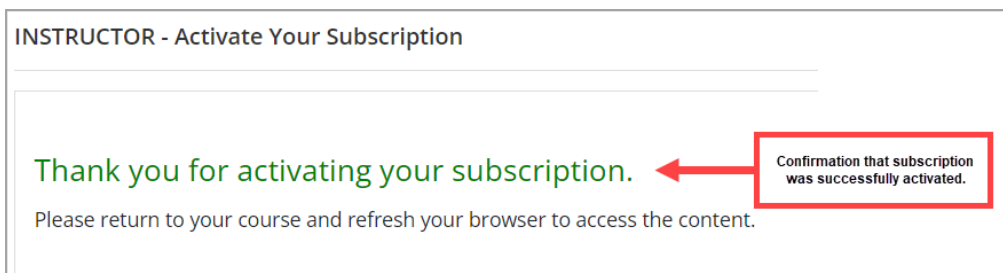 INSTRUCTOR - Activate Your Subscription
Thank you for activating your subscription.
Confirmation that subscription
was successfully activated.
Please return to your course and refresh your browser to access the content.